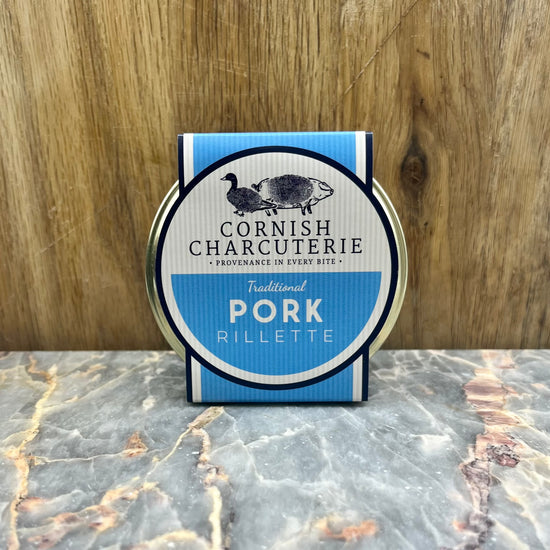 CORNISH
CHARCUTERIE
• PROVENANCE IN EVERY BITE •
Traditional
PORK
RILLETTE